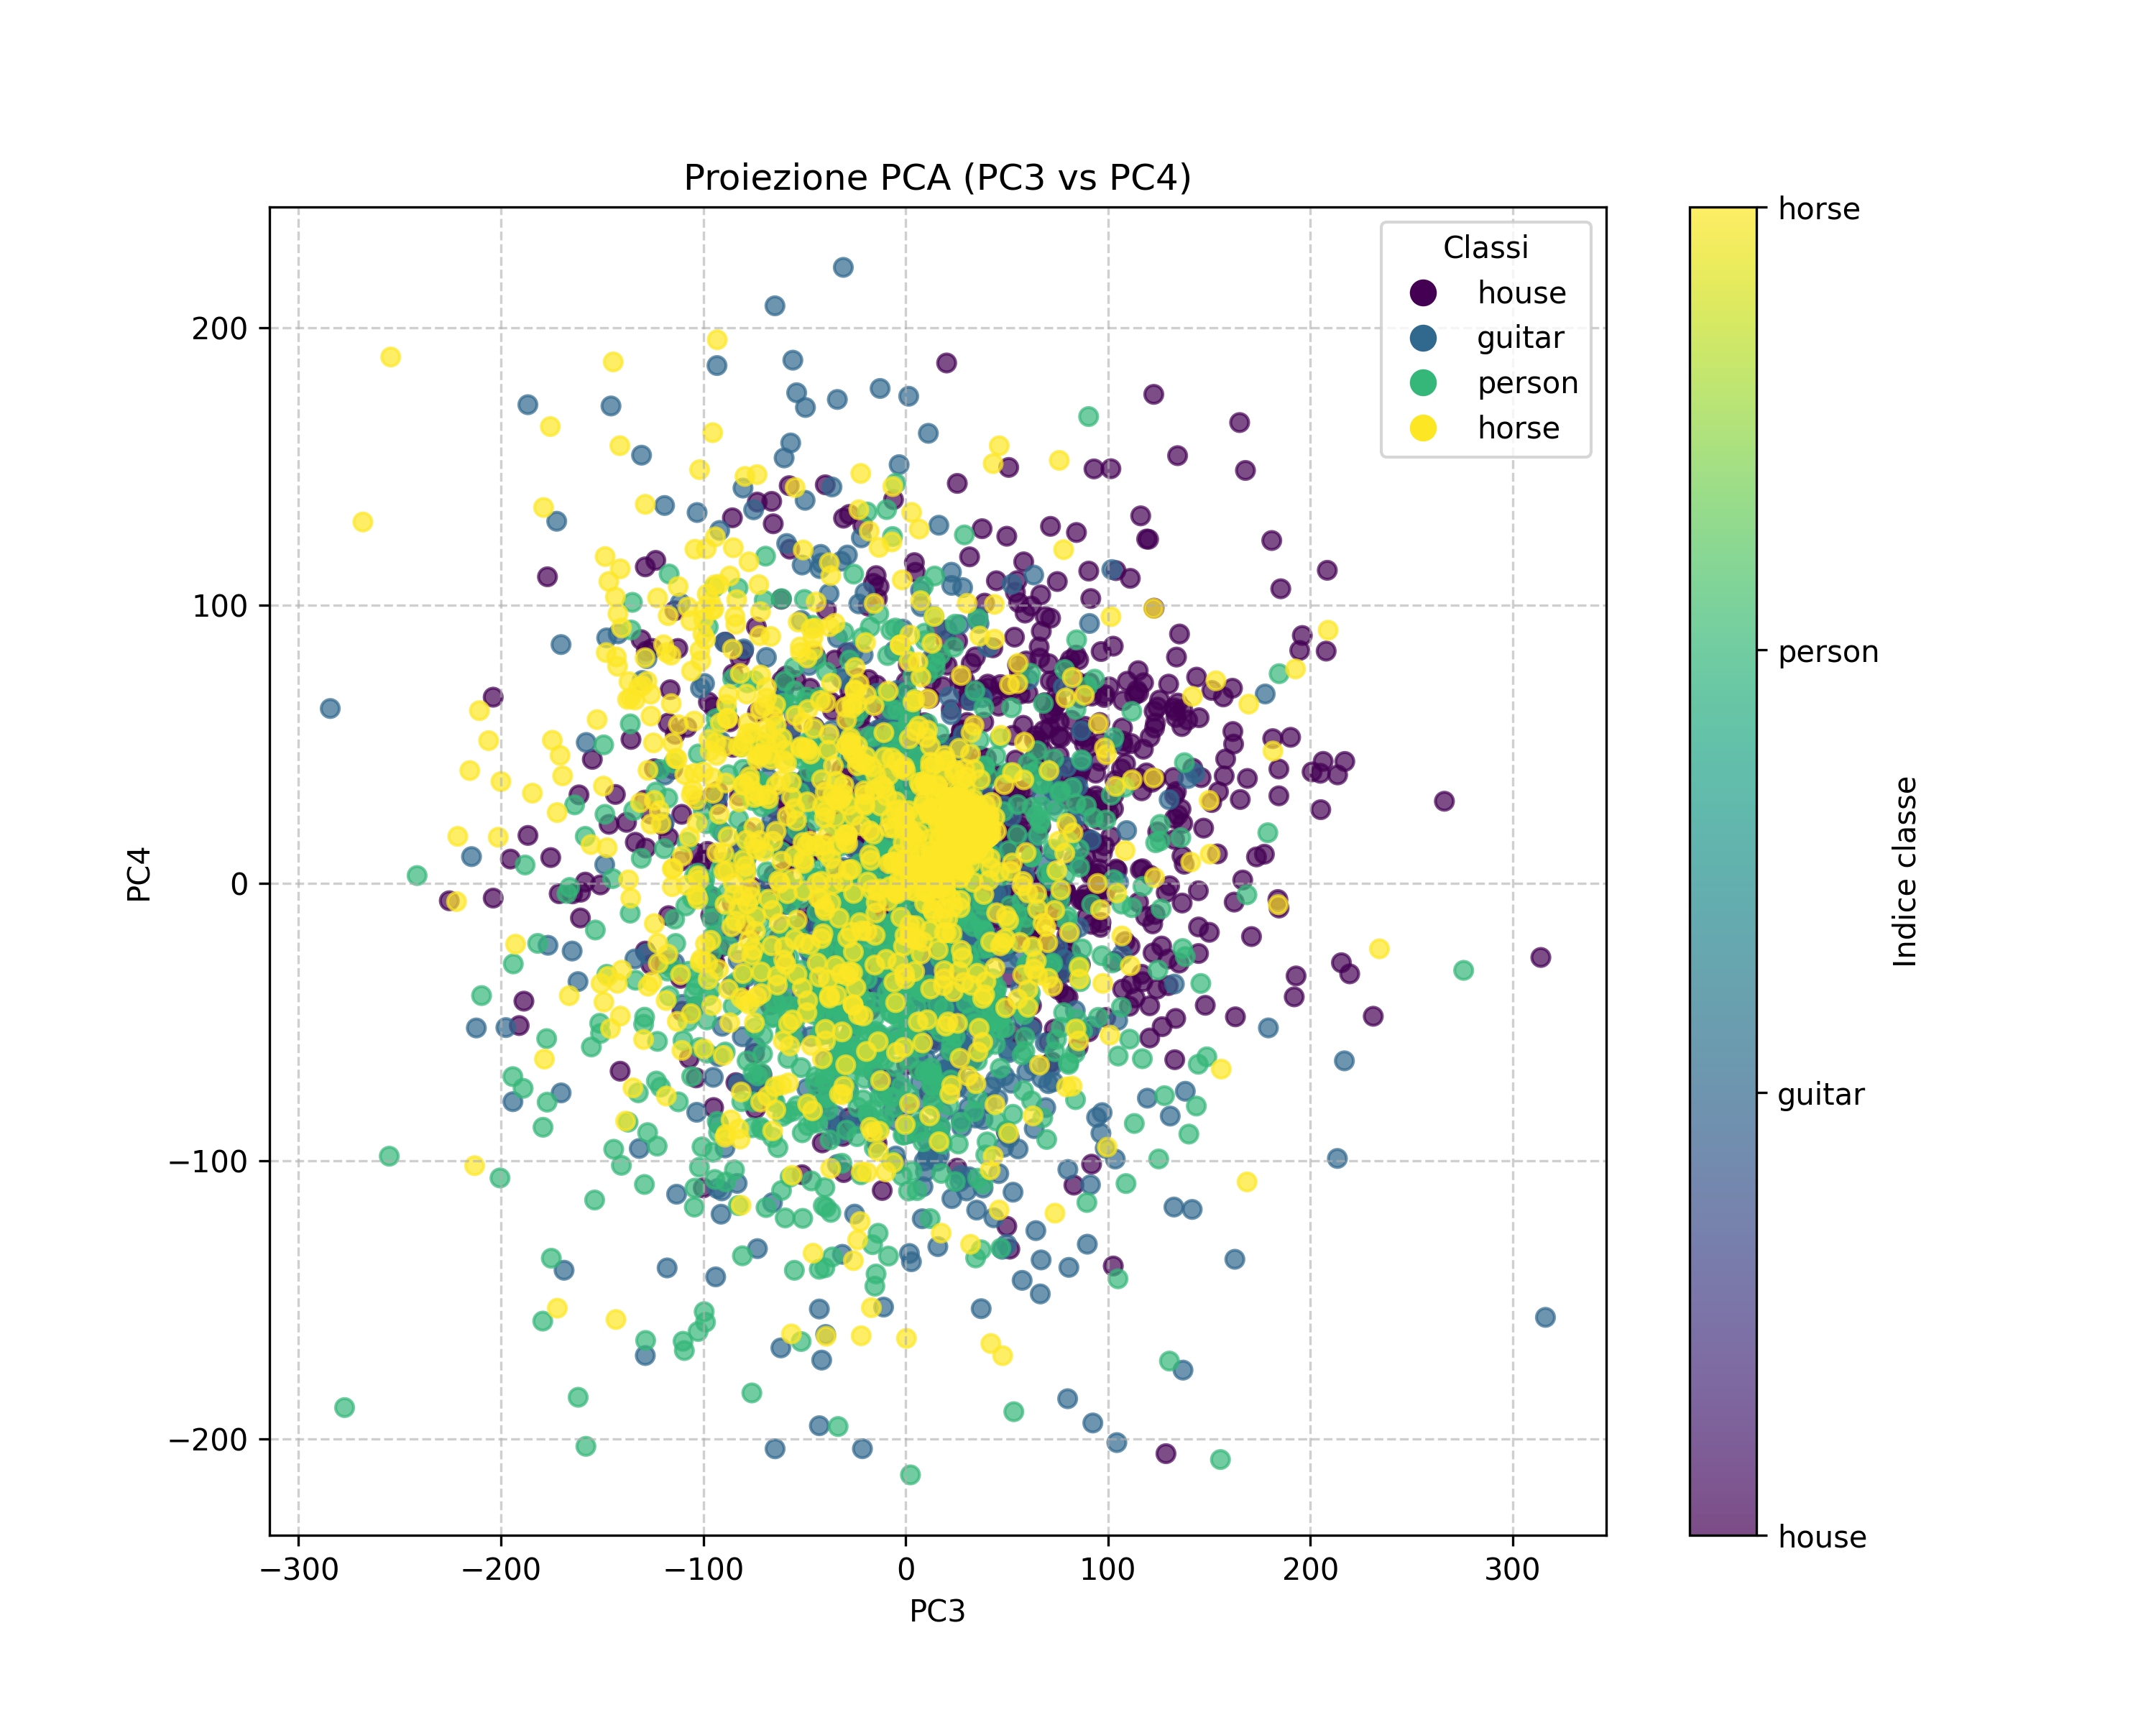 Proiezione PCA (PC3 vs PC4)
Classi
house
guitar
person
horse
200
100
0
−100
−200
PC4
−300
−200
−100
0
100
200
300
PC3
horse
person
guitar
house
Indice classe